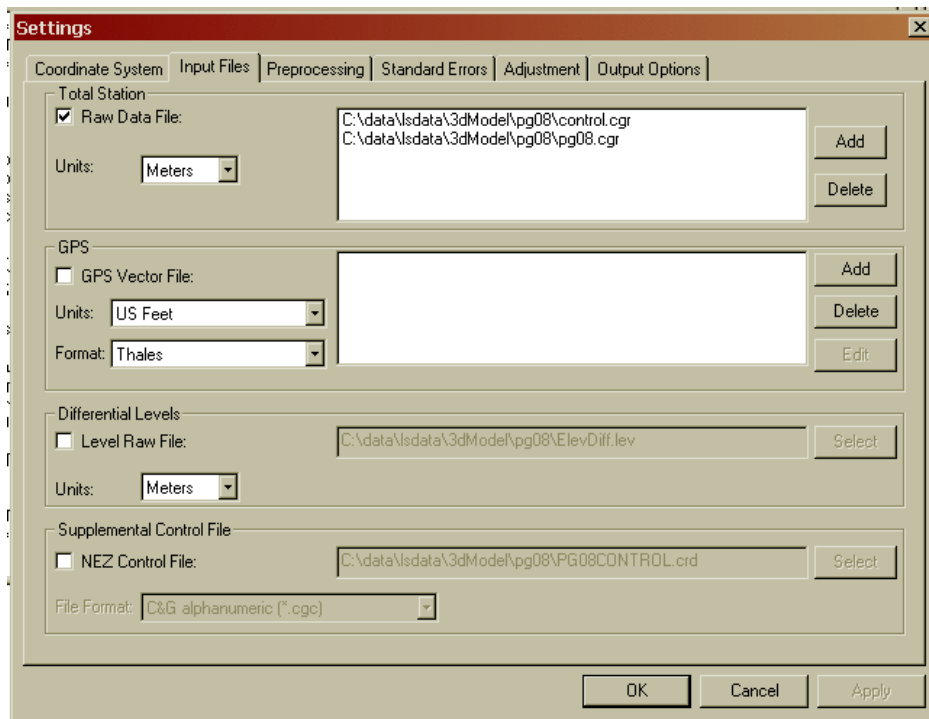 Settings
Coordinate System Input Files Preprocessing Standard Errors Adjustment Output Options
Total Station
Raw Data File:
C:\data\lsdata\3dModel\pg08\control.cgr
C:\data\lsdata\3dModel\pg08\pg08.cgr
Add
Units: Meters
Delete
GPS
GPS Vector File:
Add
Units: US Feet
Delete
Format: Thales
Edit
Differential Levels
Level Raw File: C:\data\lsdata\3dModel\pg08\ElevDiff.lev Select
Units: Meters
Supplemental Control File
NEZ Control File: C:\data\lsdata\3dModel\pg08\PG08CONTROL.crd Select
File Format: C&G alphanumeric (*.cgc)
OK Cancel Apply